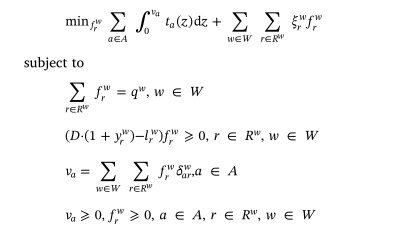 min_{f_r^w} ∑_{a∈A} ∫_0^{v_a} t_a(z)dz + ∑_{w∈W} ∑_{r∈R^w} ξ_r^w f_r^w
subject to
∑_{r∈R^w} f_r^w = q^w, w ∈ W
(D·(1 + y_r^w)−l_r^w)f_r^w ⩾ 0, r ∈ R^w, w ∈ W
v_a = ∑_{w∈W} ∑_{r∈R^w} f_r^w δ_{ar}^w, a ∈ A
v_a ⩾ 0, f_r^w ⩾ 0, a ∈ A, r ∈ R^w, w ∈ W